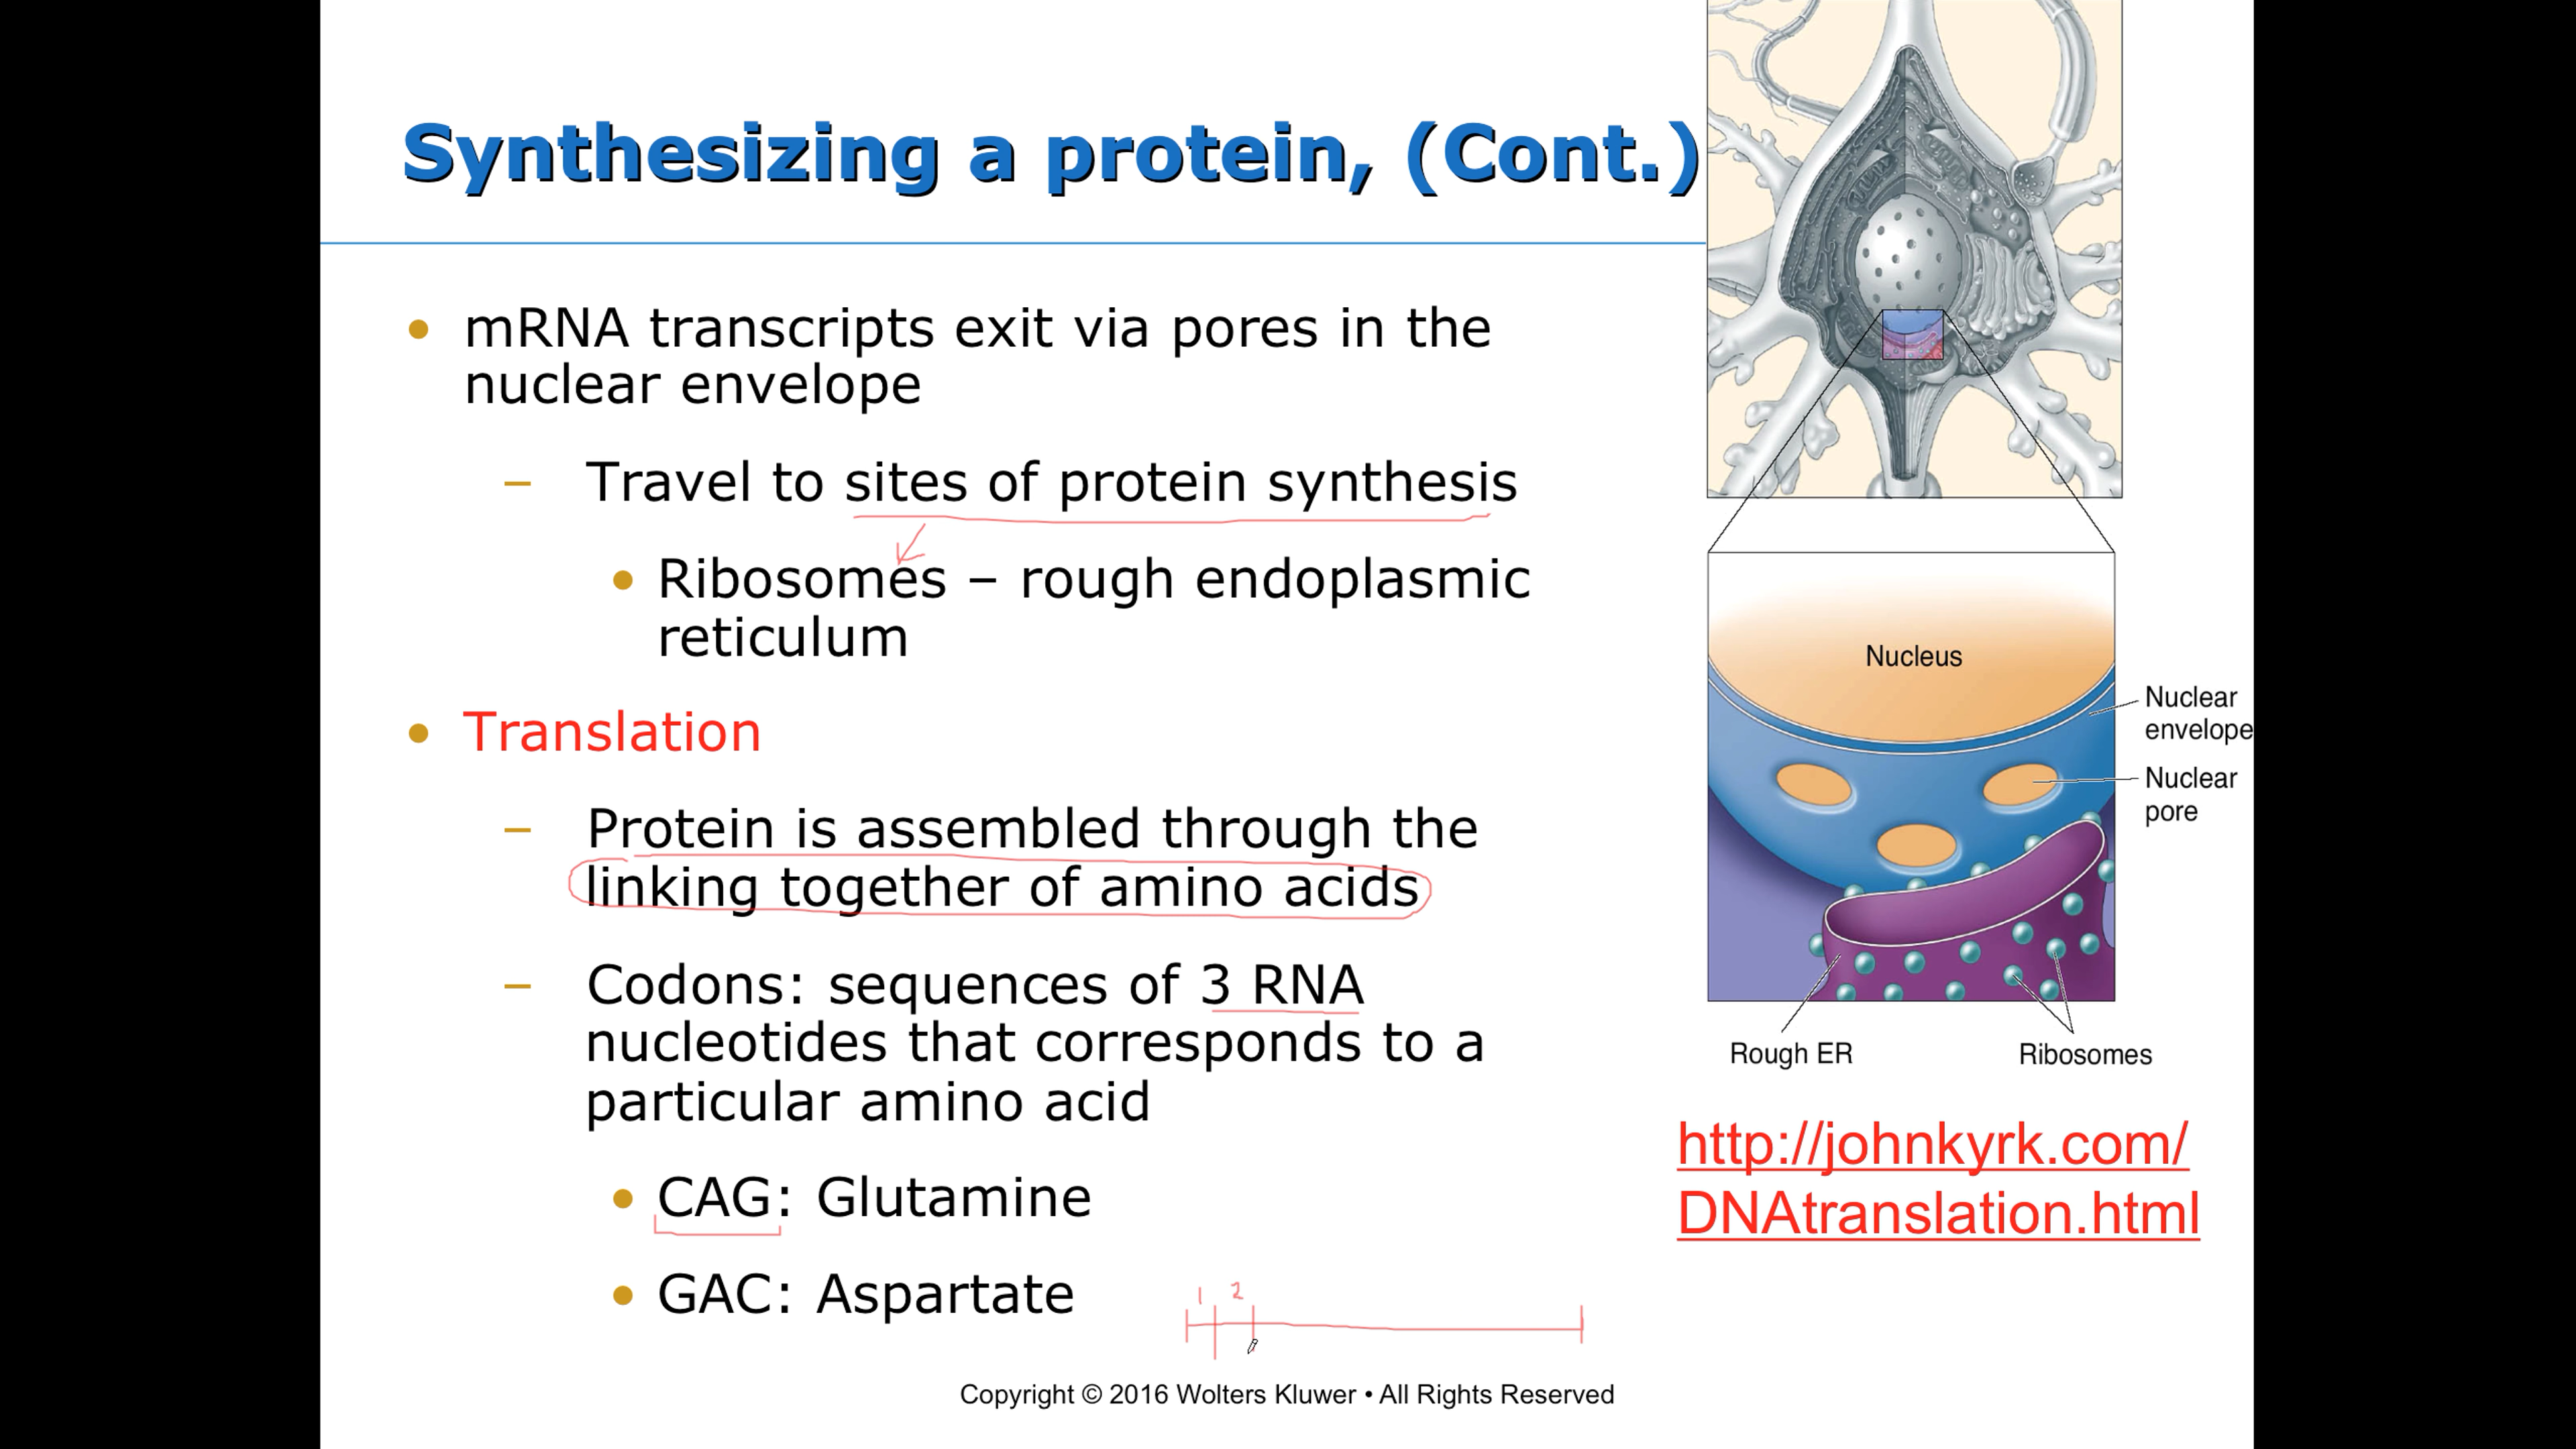 Synthesizing a protein, (Cont.)
• mRNA transcripts exit via pores in the
nuclear envelope
– Travel to sites of protein synthesis
• Ribosomes – rough endoplasmic
reticulum
• Translation
– Protein is assembled through the
linking together of amino acids
– Codons: sequences of 3 RNA
nucleotides that corresponds to a
particular amino acid
• CAG: Glutamine
• GAC: Aspartate
1 2
Nucleus
Nuclear
envelope
Nuclear
pore
Rough ER
Ribosomes
http://johnkyrk.com/
DNAtranslation.html
Copyright © 2016 Wolters Kluwer • All Rights Reserved